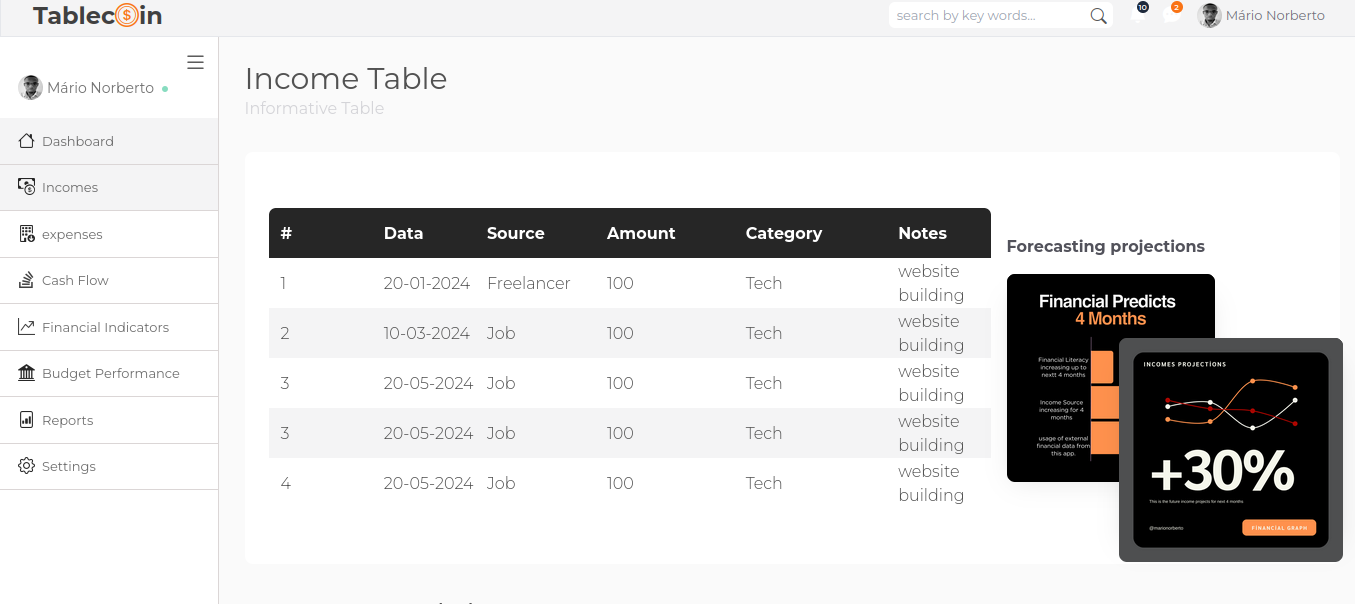 Tablecoin
search by key words...
10
2
Mário Norberto
Mário Norberto
Dashboard
Incomes
expenses
Cash Flow
Financial Indicators
Budget Performance
Reports
Settings
Income Table
Informative Table
# Data Source Amount Category Notes
1 20-01-2024 Freelancer 100 Tech website
building
2 10-03-2024 Job 100 Tech website
building
3 20-05-2024 Job 100 Tech website
building
3 20-05-2024 Job 100 Tech website
building
4 20-05-2024 Job 100 Tech website
building
Forecasting projections
Financial Predicts
4 Months
Financial Literacy
increasing up to
nextt 4 months
Income Source
increasing for 4
months
usage of external
financial data from
this app.
INCOMES PROJECTİONS
+30%
This is the future income projects for next 4 months
@marionorberto
FİNANCİAL GRAPH